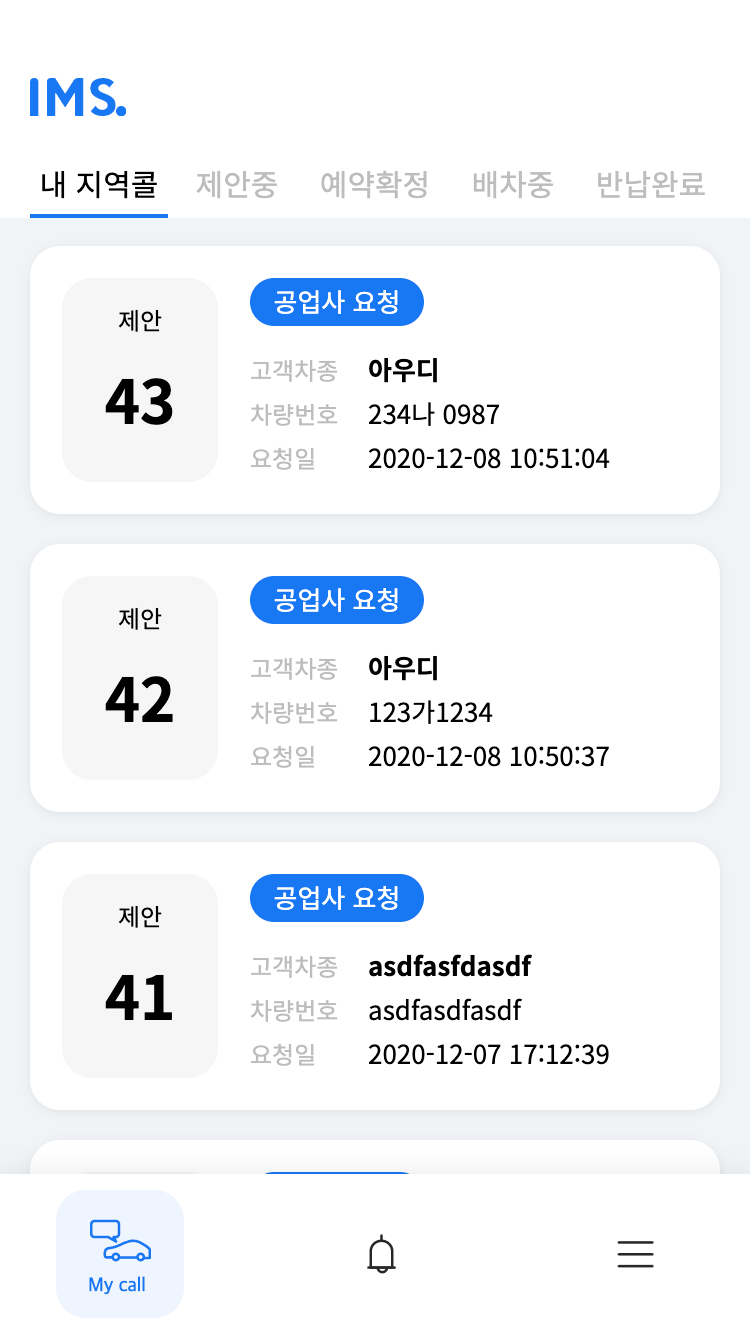 IMS.
내 지역콜 제안중 예약확정 배차중 반납완료
제안
43
공업사 요청
고객차종 아우디
차량번호 234나 0987
요청일 2020-12-08 10:51:04
제안
42
공업사 요청
고객차종 아우디
차량번호 123가1234
요청일 2020-12-08 10:50:37
제안
41
공업사 요청
고객차종 asdfasfdasdf
차량번호 asdfasdfasdf
요청일 2020-12-07 17:12:39
My call